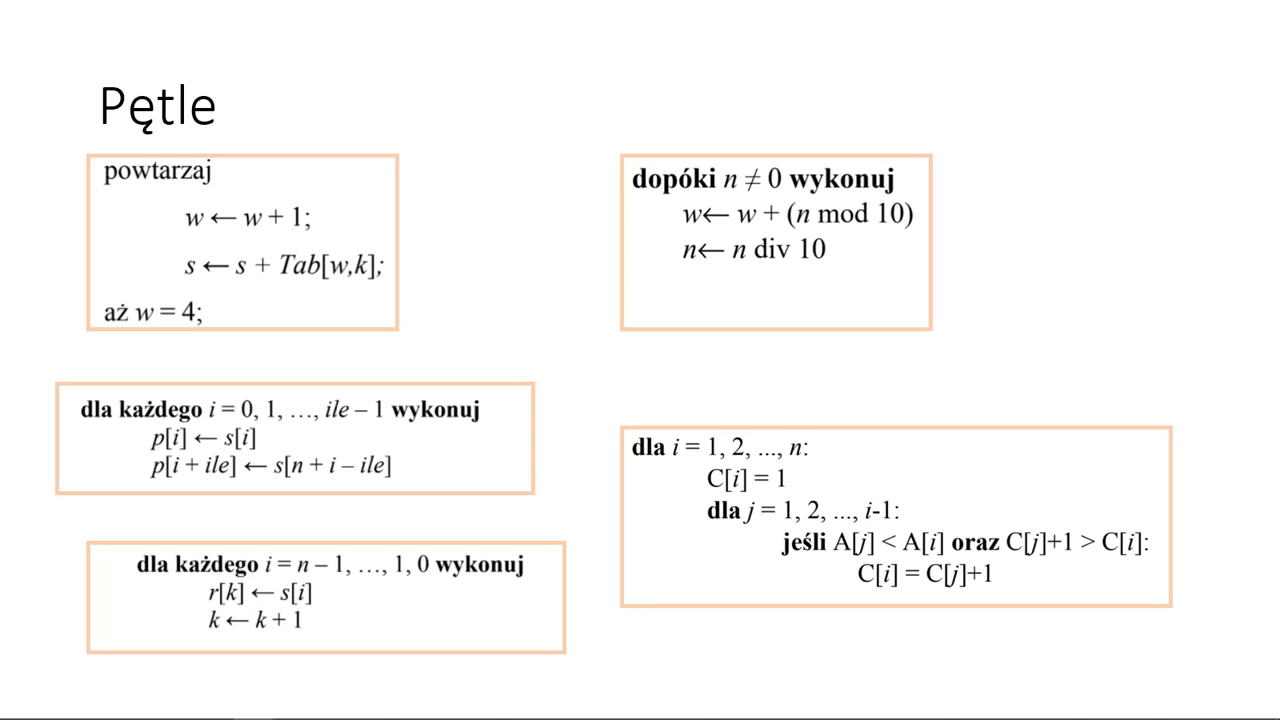 Pętle
powtarzaj
w ← w + 1;
s ← s + Tab[w,k];
aż w = 4;
dopóki n ≠ 0 wykonuj
w← w + (n mod 10)
n← n div 10
dla każdego i = 0, 1, …, ile – 1 wykonuj
p[i] ← s[i]
p[i + ile] ← s[n + i – ile]
dla każdego i = n – 1, …, 1, 0 wykonuj
r[k] ← s[i]
k ← k + 1
dla i = 1, 2, ..., n:
C[i] = 1
dla j = 1, 2, ..., i-1:
jeśli A[j] < A[i] oraz C[j]+1 > C[i]:
C[i] = C[j]+1